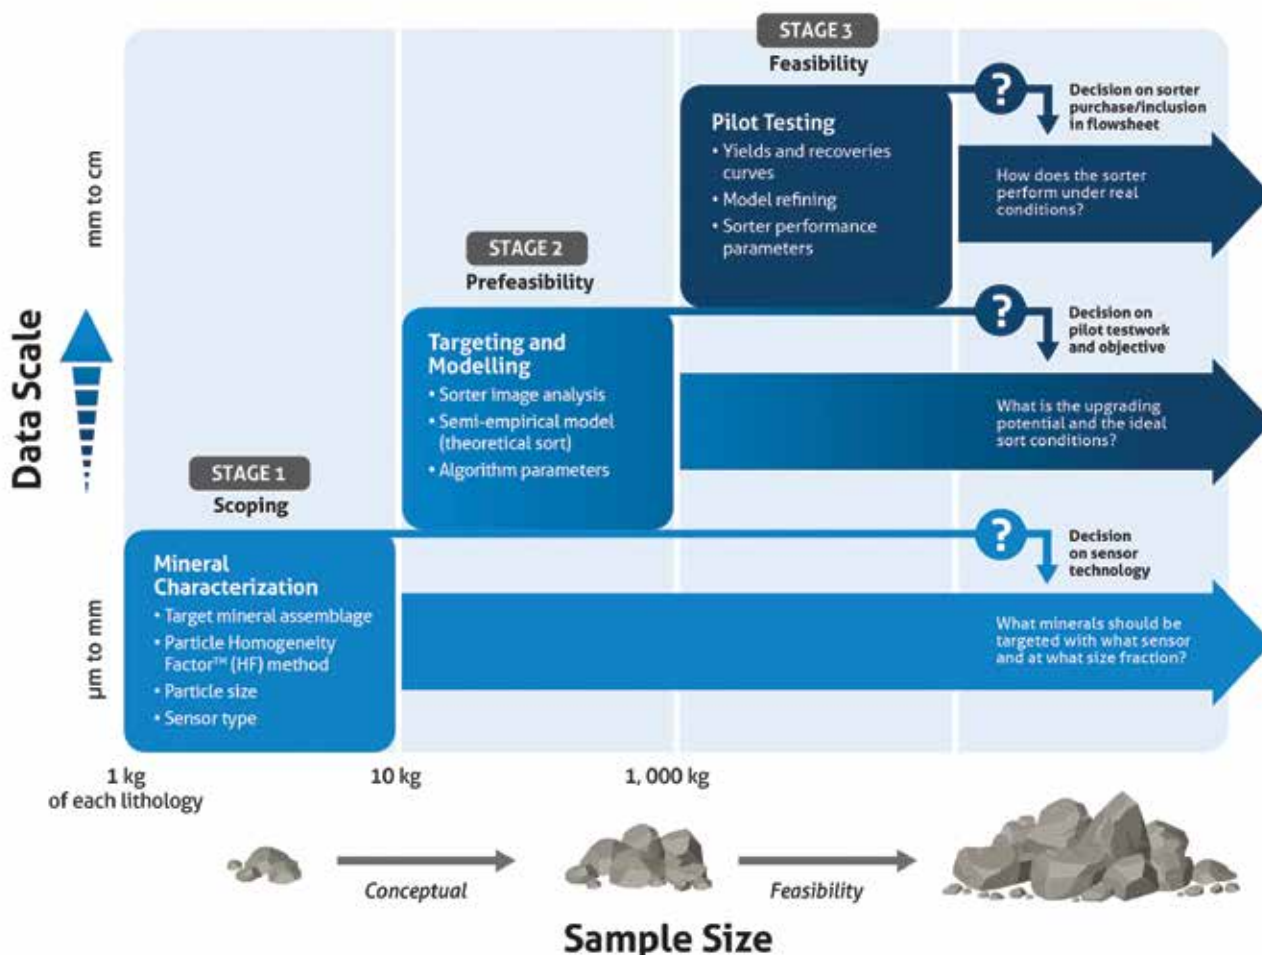 STAGE 3
Feasibility
Pilot Testing
• Yields and recoveries
curves
• Model refining
• Sorter performance
parameters
?
Decision on sorter
purchase/inclusion
in flowsheet
How does the sorter
perform under real
conditions?
STAGE 2
Prefeasibility
Targeting and
Modelling
• Sorter image analysis
• Semi-empirical model
(theoretical sort)
• Algorithm parameters
?
Decision on
pilot testwork
and objective
What is the upgrading
potential and the ideal
sort conditions?
STAGE 1
Scoping
Mineral
Characterization
• Target mineral assemblage
• Particle Homogeneity
Factor™ (HF) method
• Particle size
• Sensor type
?
Decision
on sensor
technology
What minerals should be
targeted with what sensor
and at what size fraction?
Data Scale
mm to cm
µm to mm
1 kg
of each lithology
10 kg
1, 000 kg
Conceptual
Feasibility
Sample Size